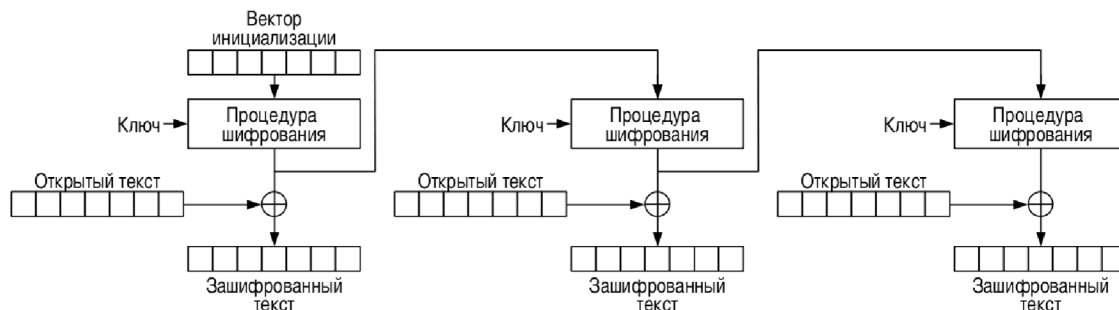 Вектор
инициализации
Ключ
Процедура
шифрования
Ключ
Процедура
шифрования
Ключ
Процедура
шифрования
Открытый текст
Открытый текст
Открытый текст
Зашифрованный
текст
Зашифрованный
текст
Зашифрованный
текст